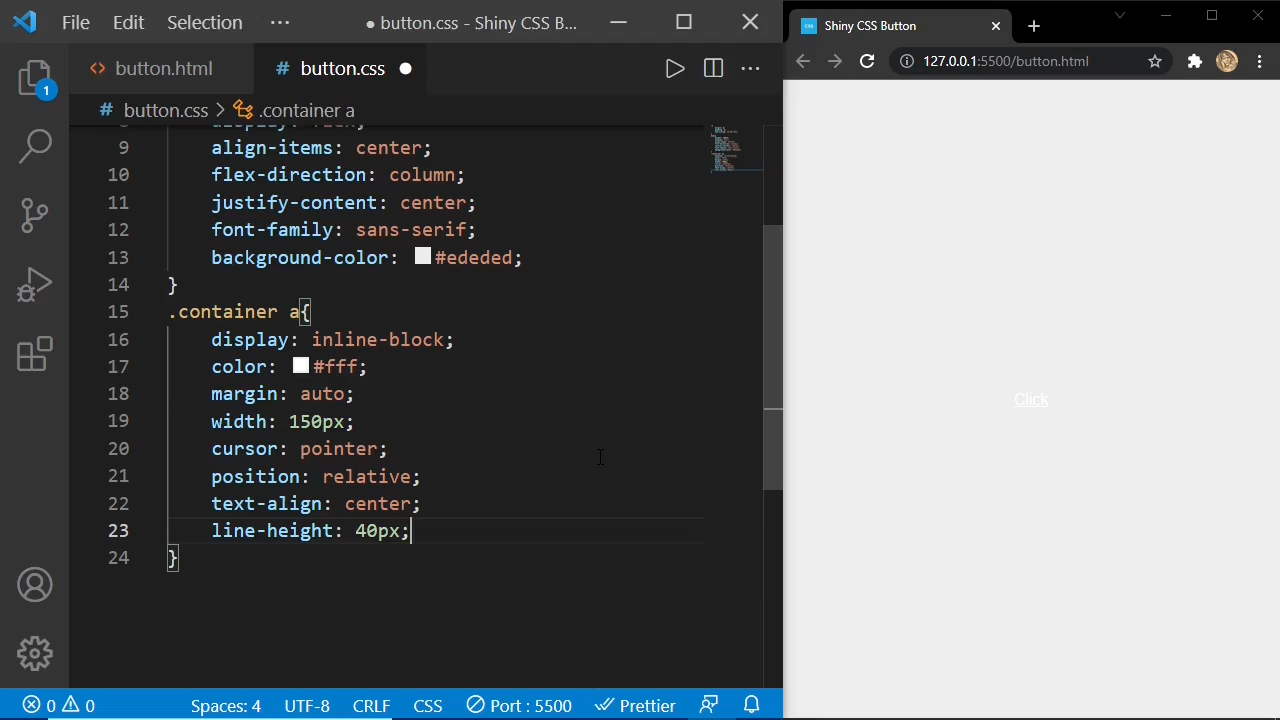 File Edit Selection ··· ● button.css - Shiny CSS B...
button.html # button.css
# button.css > .container a
display: flex;
9 align-items: center;
10 flex-direction: column;
11 justify-content: center;
12 font-family: sans-serif;
13 background-color: #ededed;
14 }
15 .container a{
16 display: inline-block;
17 color: #fff;
18 margin: auto;
19 width: 150px;
20 cursor: pointer;
21 position: relative;
22 text-align: center;
23 line-height: 40px;
24 }
1
0 0 Spaces: 4 UTF-8 CRLF CSS Port : 5500 Prettier
Shiny CSS Button
127.0.0.1:5500/button.html
Click